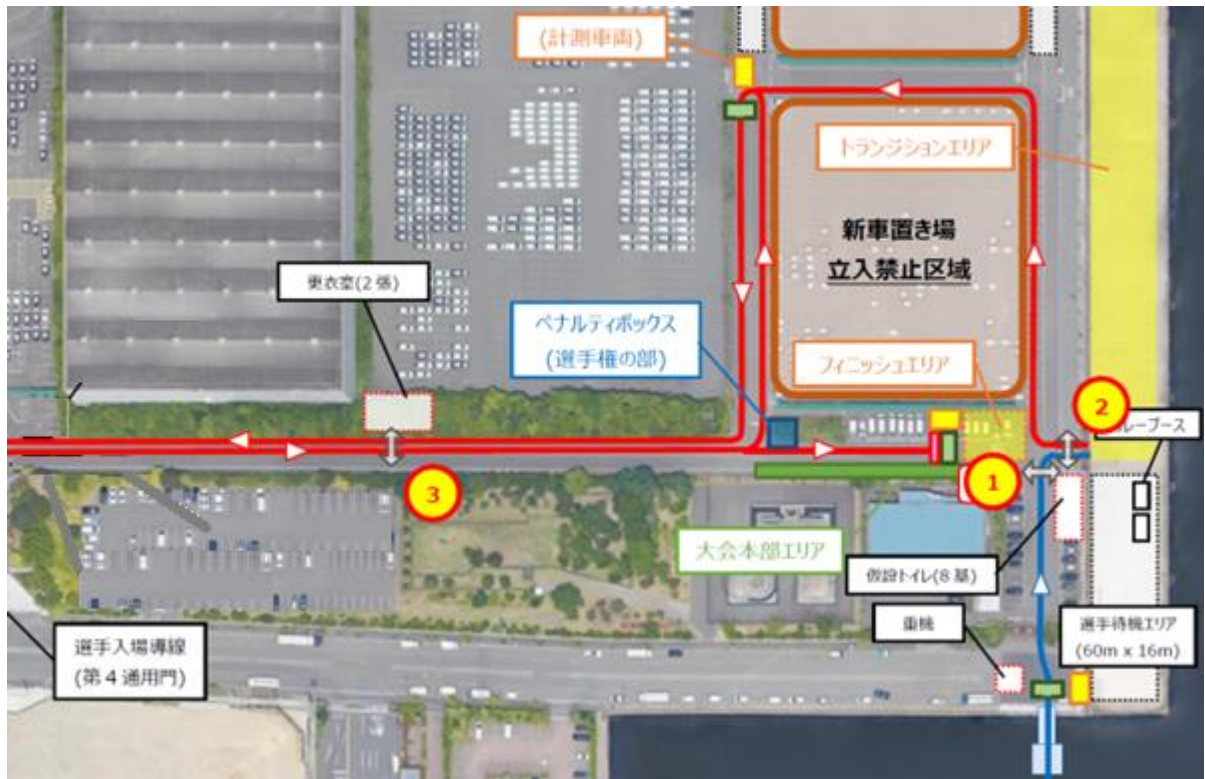 (計測車両)
トランジションエリア
新車置き場
立入禁止区域
更衣室(2張)
ペナルティボックス
(選手権の部)
フィニッシュエリア
2
レーブース
1
3
大会本部エリア
仮設トイレ(8基)
重機
選手待機エリア
(60m x 16m)
選手入場導線
(第4通用門)